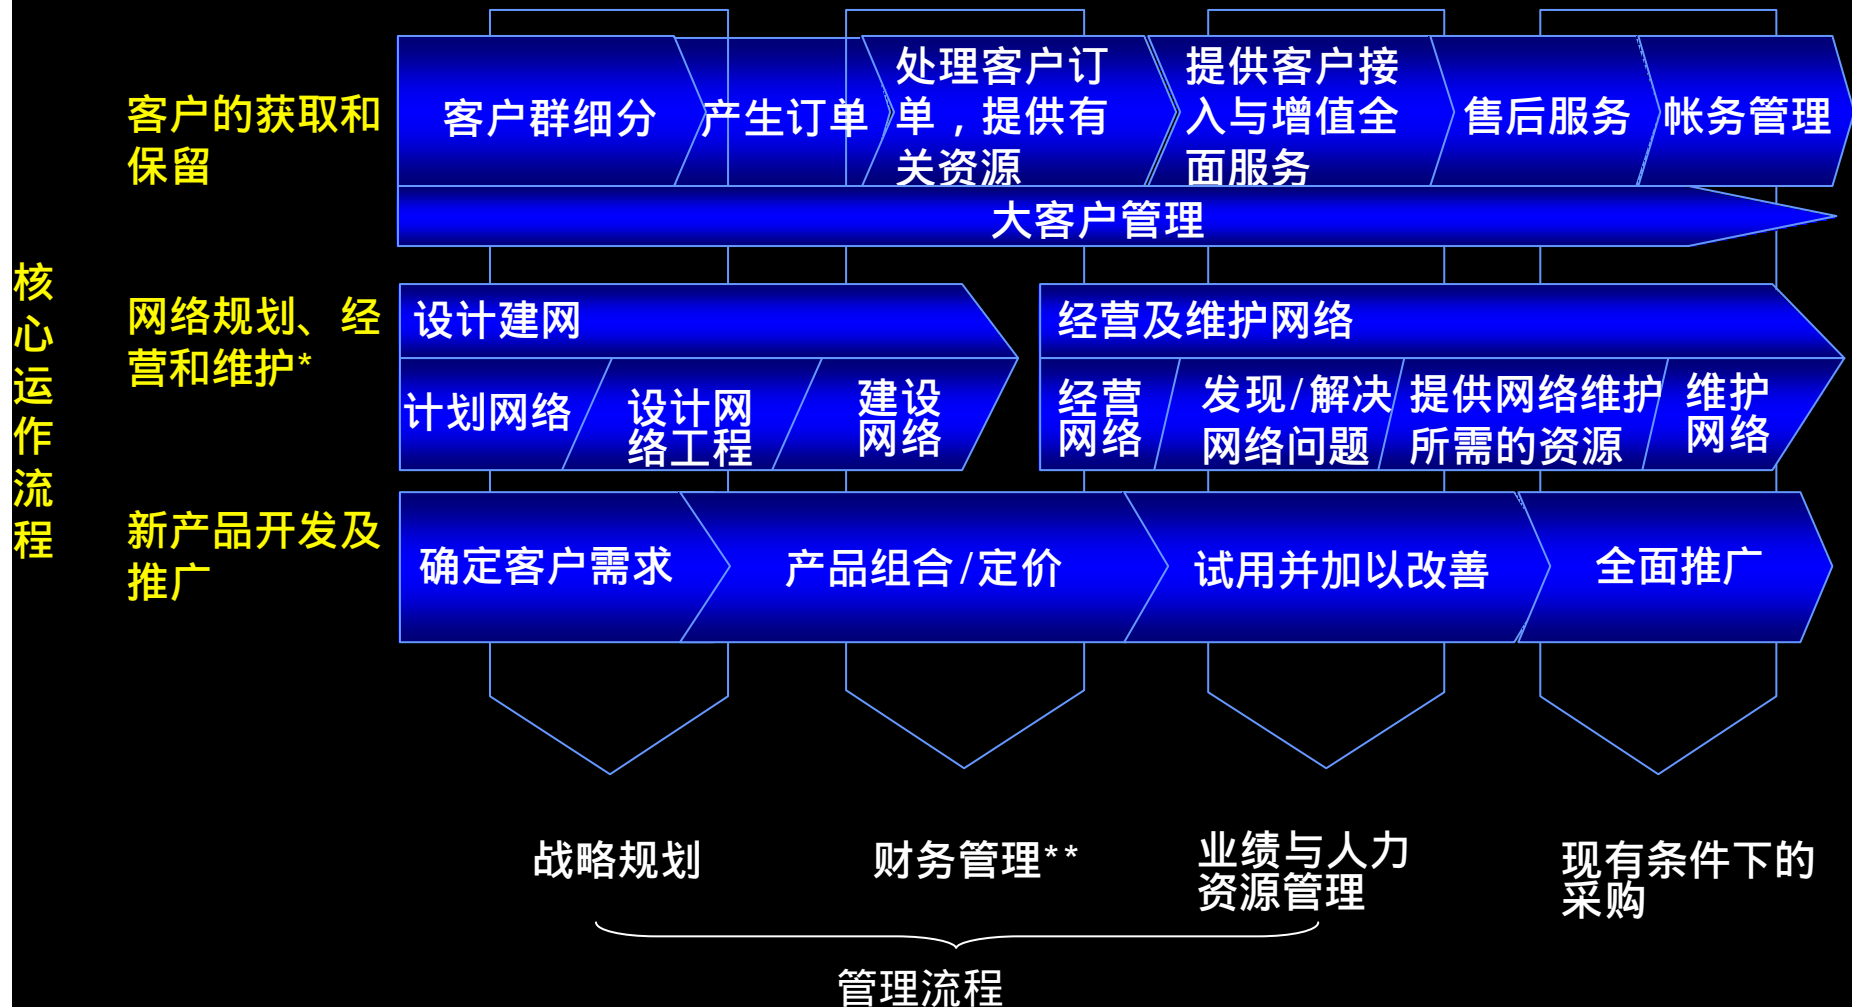 客户的获取和
保留
客户群细分
产生订单
处理客户订
单，提供有
关资源
提供客户接
入与增值全
面服务
售后服务
帐务管理
大客户管理
核
心
运
作
流
程
网络规划、经
营和维护*
设计建网
计划网络
设计网
络工程
建设
网络
经营及维护网络
经营
网络
发现/解决
网络问题
提供网络维护
所需的资源
维护
网络
新产品开发及
推广
确定客户需求
产品组合/定价
试用并加以改善
全面推广
战略规划
财务管理**
业绩与人力
资源管理
现有条件下的
采购
管理流程